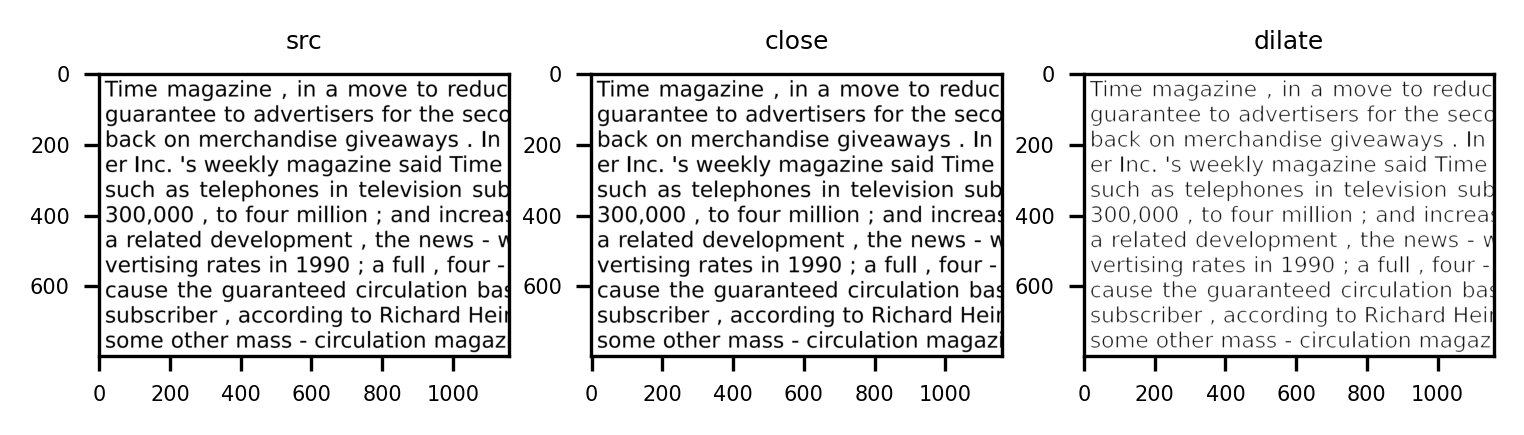 src
0
200
400
600
Time magazine , in a move to reduc
guarantee to advertisers for the seco
back on merchandise giveaways . In
er Inc. 's weekly magazine said Time
such as telephones in television sub
300,000 , to four million ; and increas
a related development , the news - w
vertising rates in 1990 ; a full , four -
cause the guaranteed circulation bas
subscriber , according to Richard Hein
some other mass - circulation magaz
0 200 400 600 800 1000
close
0
200
400
600
Time magazine , in a move to reduc
guarantee to advertisers for the seco
back on merchandise giveaways . In
er Inc. 's weekly magazine said Time
such as telephones in television sub
300,000 , to four million ; and increas
a related development , the news - w
vertising rates in 1990 ; a full , four -
cause the guaranteed circulation bas
subscriber , according to Richard Hein
some other mass - circulation magazi
0 200 400 600 800 1000
dilate
0
200
400
600
Time magazine , in a move to reduc
guarantee to advertisers for the seco
back on merchandise giveaways . In
er Inc. 's weekly magazine said Time
such as telephones in television sub
300,000 , to four million ; and increas
a related development , the news - w
vertising rates in 1990 ; a full , four -
cause the guaranteed circulation bas
subscriber , according to Richard Hein
some other mass - circulation magaz
0 200 400 600 800 1000